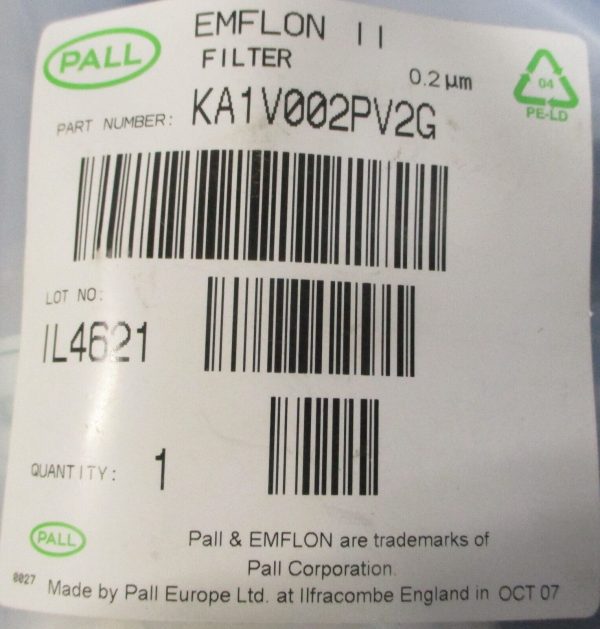 PALL
EMFLON II
FILTER
0.2 µm
04
PE-LD
PART NUMBER: KA1V002PV2G
LOT NO:
IL4621
QUANTITY: 1
PALL
Pall & EMFLON are trademarks of
Pall Corporation.
0027 Made by Pall Europe Ltd. at Ilfracombe England in OCT 07